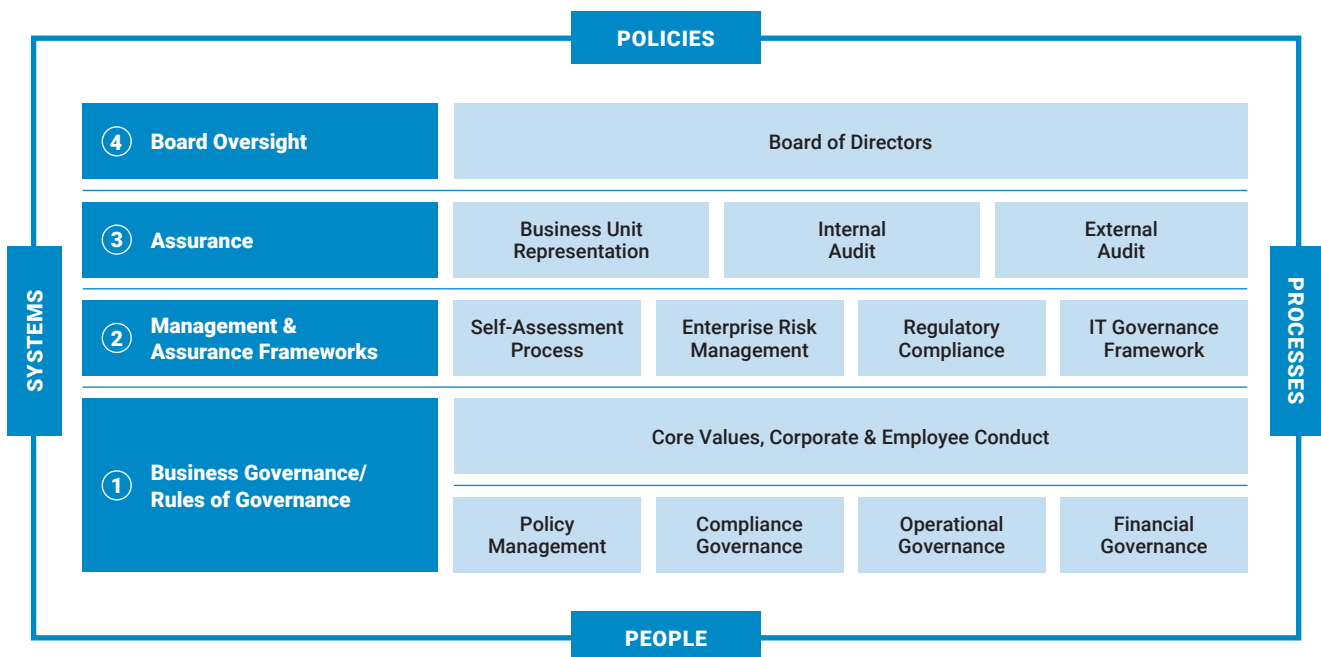 POLICIES
4 Board Oversight
Board of Directors
3 Assurance
Business Unit
Representation
Internal
Audit
External
Audit
SYSTEMS
PROCESSES
2 Management &
Assurance Frameworks
Self-Assessment
Process
Enterprise Risk
Management
Regulatory
Compliance
IT Governance
Framework
1 Business Governance/
Rules of Governance
Core Values, Corporate & Employee Conduct
Policy
Management
Compliance
Governance
Operational
Governance
Financial
Governance
PEOPLE